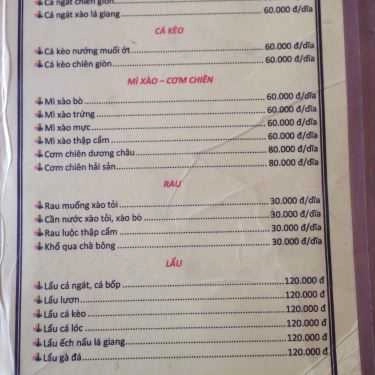 Cá ngát chiên giòn
Cá ngát xào lá giang 60.000 đ/dĩa
CÁ KÈO
Cá kèo nướng muối ớt 60.000 đ/dĩa
Cá kèo chiên giòn 60.000 đ/dĩa
MÌ XÀO – CƠM CHIÊN
Mì xào bò 60.000 đ/dĩa
Mì xào trứng 60.000 đ/dĩa
Mì xào mực 60.000 đ/dĩa
Mì xào thập cẩm 60.000 đ/dĩa
Cơm chiên dương châu 80.000 đ/dĩa
Cơm chiên hải sản 80.000 đ/dĩa
RAU
Rau muống xào tỏi 30.000 đ/dĩa
Cần nước xào tỏi, xào bò 30.000 đ/dĩa
Rau luộc thập cẩm 30.000 đ/dĩa
Khổ qua chà bông 30.000 đ/dĩa
LẨU
Lẩu cá ngát, cá bốp 120.000 đ
Lẩu lươn 120.000 đ
Lẩu cá kèo 120.000 đ
Lẩu cá lóc 120.000 đ
Lẩu ếch nấu lá giang 120.000 đ
Lẩu gà đá 120.000 đ